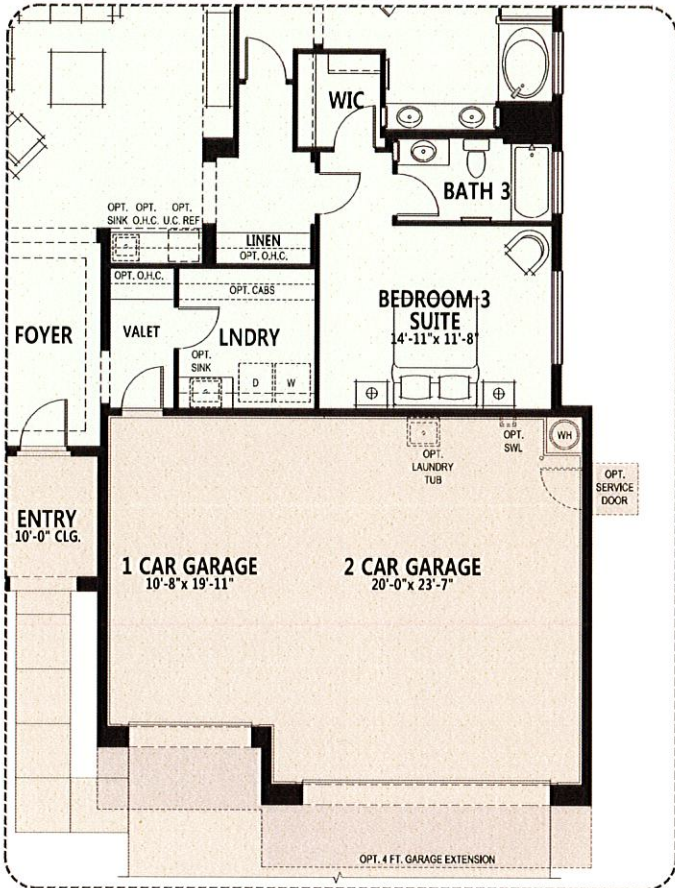 WIC
BATH 3
OPT. SINK
OPT. O.H.C.
OPT. U.C. REF
LINEN
OPT. O.H.C.
OPT. O.H.C.
OPT. CABS
FOYER
VALET
LNDRY
OPT.
SINK
D
W
BEDROOM 3
SUITE
14'-11"x 11'-8"
OPT.
LAUNDRY
TUB
OPT.
SWL
WH
OPT.
SERVICE
DOOR
ENTRY
10'-0" CLG.
1 CAR GARAGE
10'-8"x 19'-11"
2 CAR GARAGE
20'-0"x 23'-7"
OPT. 4 FT. GARAGE EXTENSION